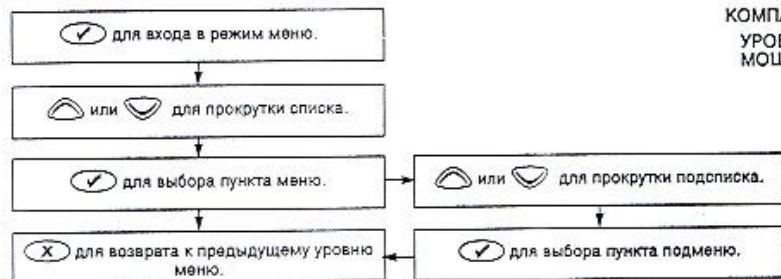 для входа в режим меню.
или для прокрутки списка.
для выбора пункта меню.
или для прокрутки подсписка.
X для возврата к предыдущему уровню
меню.
для выбора пункта подменю.